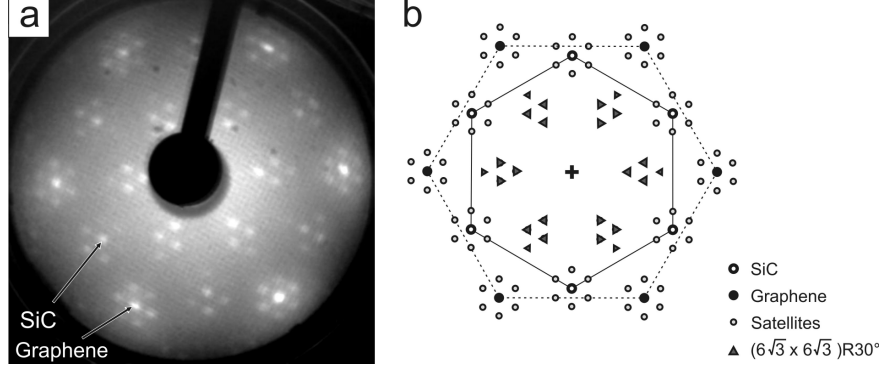 a
b
SiC
Graphene
SiC
Graphene
Satellites
(6√3 x 6√3 )R30°